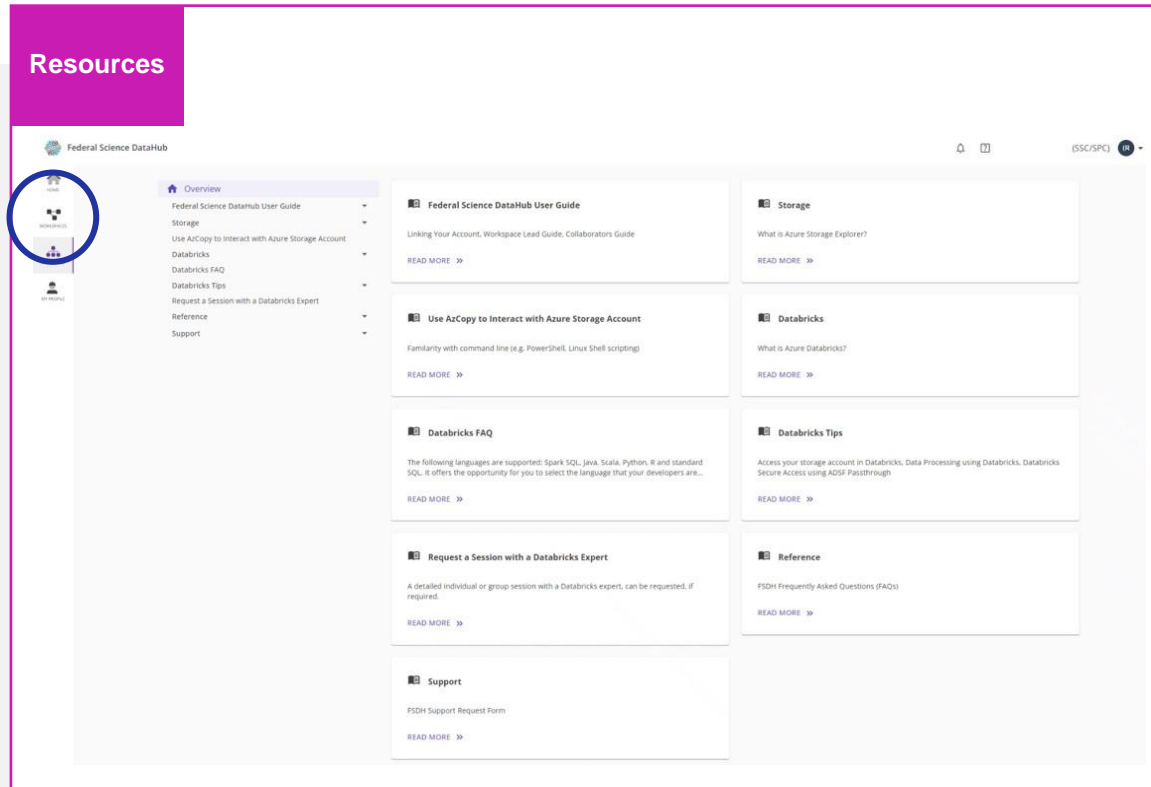 Resources
Federal Science DataHub
(SSC/SPC)
(R
HOME
WORKSPACES
MY PROFILE
Overview
Federal Science DataHub User Guide
Storage
Use AzCopy to Interact with Azure Storage Account
Databricks
Databricks FAQ
Databricks Tips
Request a Session with a Databricks Expert
Reference
Support
Federal Science DataHub User Guide
Linking Your Account, Workspace Lead Guide, Collaborators Guide
READ MORE »
Storage
What is Azure Storage Explorer?
READ MORE »
Use AzCopy to Interact with Azure Storage Account
Familarity with command line (e.g. PowerShell, Linux Shell scripting)
READ MORE »
Databricks
What is Azure Databricks?
READ MORE »
Databricks FAQ
The following languages are supported: Spark SQL, Java, Scala, Python, R and standard
SQL. It offers the opportunity for you to select the language that your developers are...
READ MORE »
Databricks Tips
Access your storage account in Databricks, Data Processing using Databricks, Databricks
Secure Access using ADSF Passthrough
READ MORE »
Request a Session with a Databricks Expert
A detailed individual or group session with a Databricks expert, can be requested, if
required.
READ MORE »
Reference
FSDH Frequently Asked Questions (FAQs)
READ MORE »
Support
FSDH Support Request Form
READ MORE »